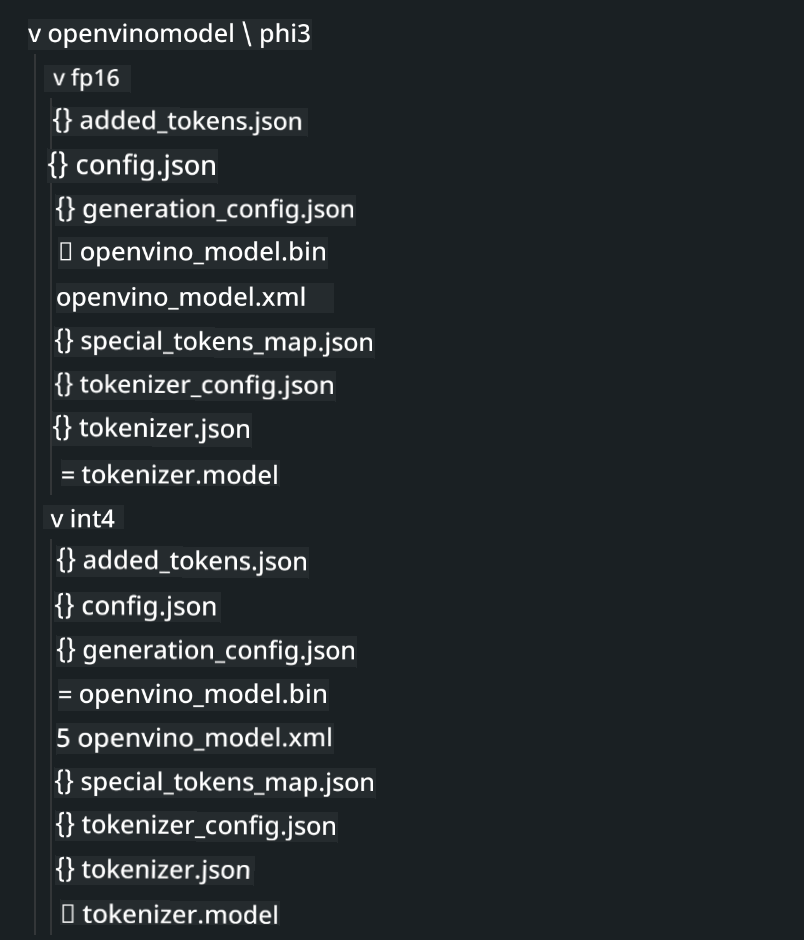 v openvinomodel \ phi3
v fp16
{} added_tokens.json
{} config.json
{} generation_config.json
▯ openvino_model.bin
openvino_model.xml
{} special_tokens_map.json
{} tokenizer_config.json
{} tokenizer.json
= tokenizer.model
v int4
{} added_tokens.json
{} config.json
{} generation_config.json
= openvino_model.bin
5 openvino_model.xml
{} special_tokens_map.json
{} tokenizer_config.json
{} tokenizer.json
▯ tokenizer.model